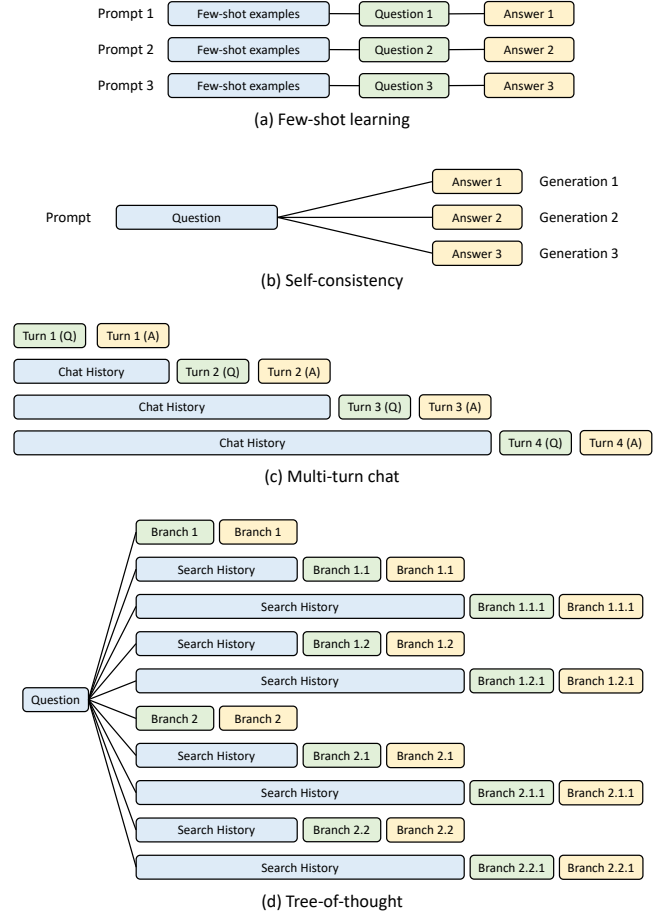 Prompt 1 Few-shot examples Question 1 Answer 1
Prompt 2 Few-shot examples Question 2 Answer 2
Prompt 3 Few-shot examples Question 3 Answer 3
(a) Few-shot learning
Answer 1 Generation 1
Prompt Question Answer 2 Generation 2
Answer 3 Generation 3
(b) Self-consistency
Turn 1 (Q) Turn 1 (A)
Chat History Turn 2 (Q) Turn 2 (A)
Chat History Turn 3 (Q) Turn 3 (A)
Chat History Turn 4 (Q) Turn 4 (A)
(c) Multi-turn chat
Branch 1 Branch 1
Search History Branch 1.1 Branch 1.1
Search History Branch 1.1.1 Branch 1.1.1
Search History Branch 1.2 Branch 1.2
Search History Branch 1.2.1 Branch 1.2.1
Question
Branch 2 Branch 2
Search History Branch 2.1 Branch 2.1
Search History Branch 2.1.1 Branch 2.1.1
Search History Branch 2.2 Branch 2.2
Search History Branch 2.2.1 Branch 2.2.1
(d) Tree-of-thought